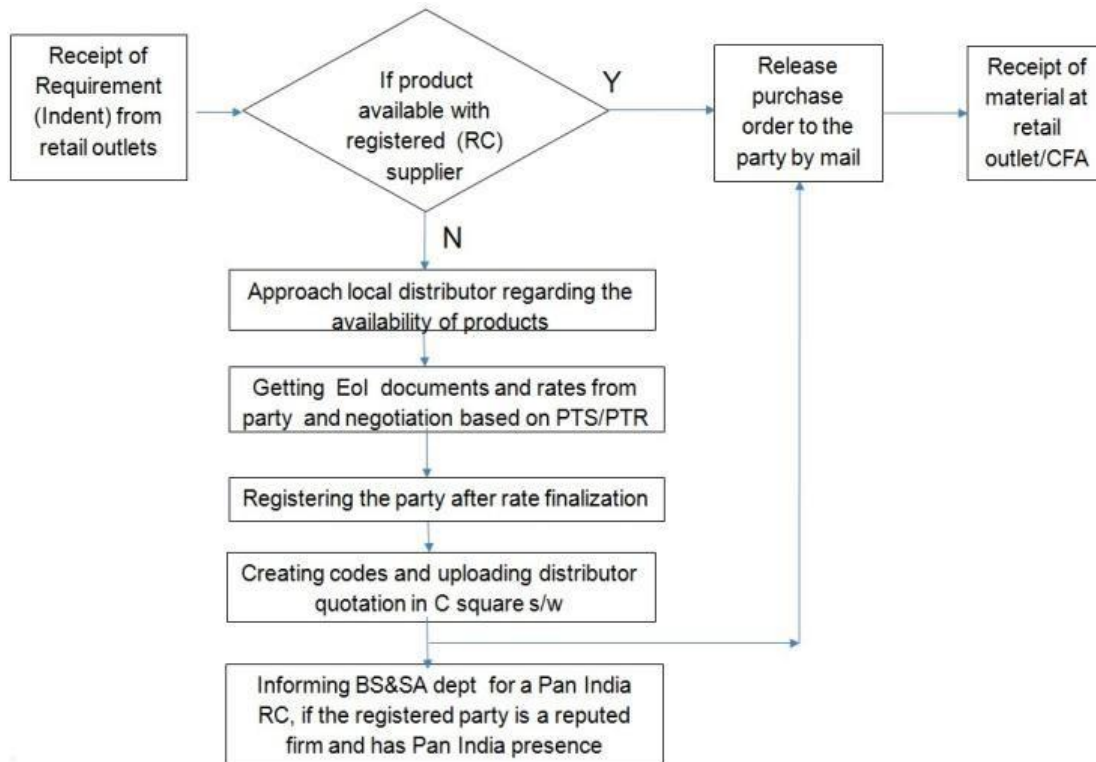 Receipt of
Requirement
(Indent) from
retail outlets
If product
available with
registered (RC)
supplier
Y
Release
purchase
order to the
party by mail
Receipt of
material at
retail
outlet/CFA
N
Approach local distributor regarding the
availability of products
Getting EoI documents and rates from
party and negotiation based on PTS/PTR
Registering the party after rate finalization
Creating codes and uploading distributor
quotation in C square s/w
Informing BS&SA dept for a Pan India
RC, if the registered party is a reputed
firm and has Pan India presence